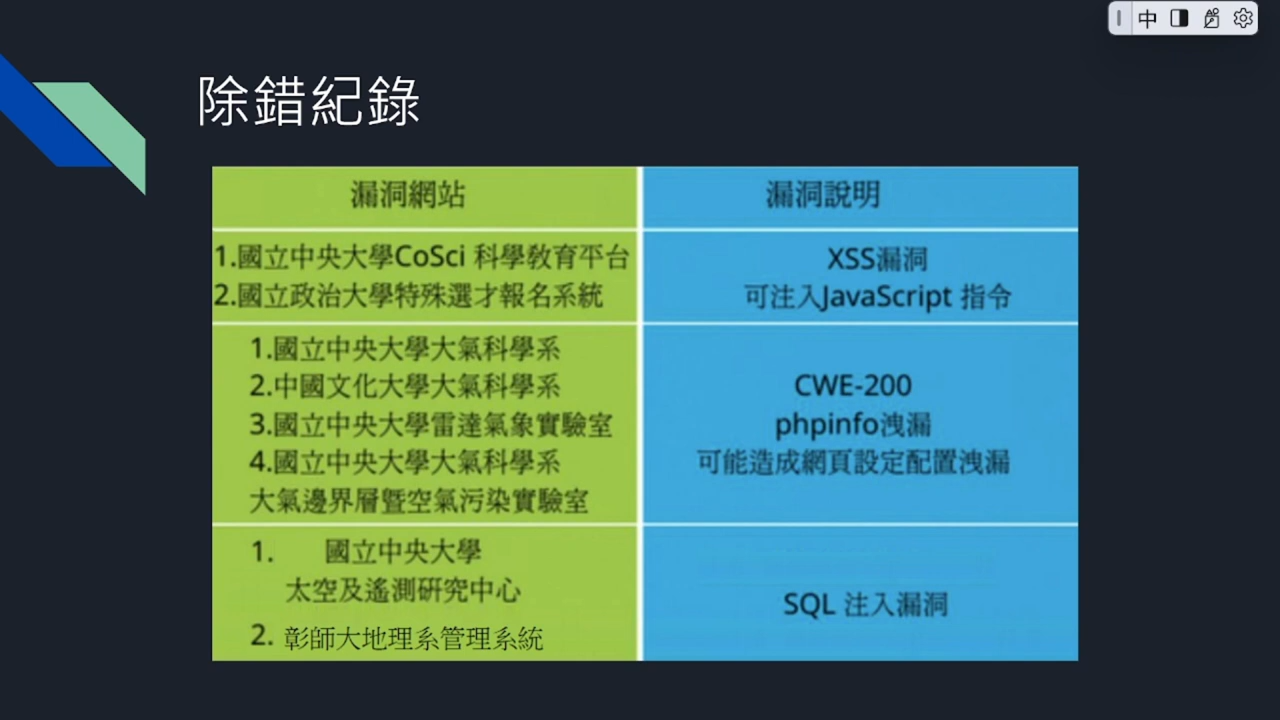 中
除錯紀錄
漏洞網站
漏洞說明
1.國立中央大學CoSci 科學教育平台
2.國立政治大學特殊選才報名系統
XSS漏洞
可注入JavaScript 指令
1.國立中央大學大氣科學系
2.中國文化大學大氣科學系
3.國立中央大學雷達氣象實驗室
4.國立中央大學大氣科學系
大氣邊界層暨空氣污染實驗室
CWE-200
phpinfo洩漏
可能造成網頁設定配置洩漏
1. 國立中央大學
太空及遙測研究中心
2. 彰師大地理系管理系統
SQL 注入漏洞